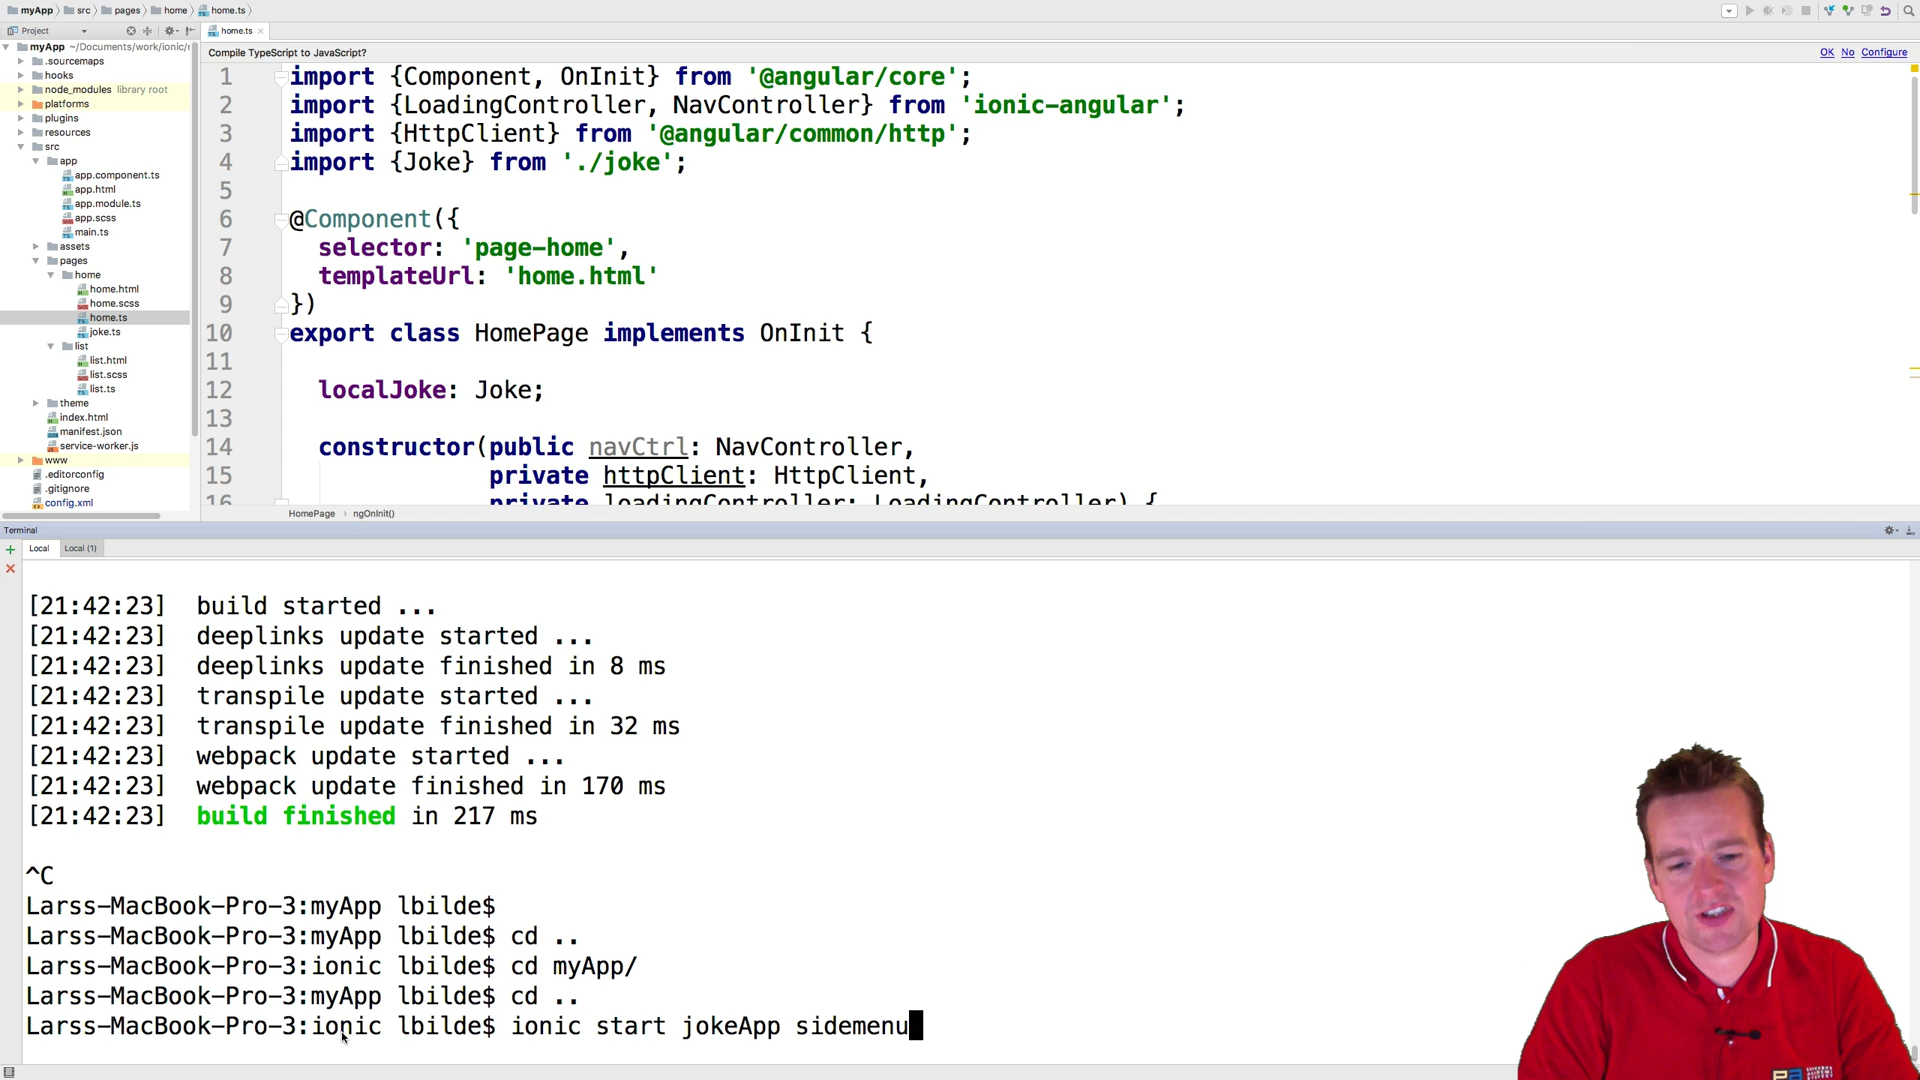 myApp src pages home home.ts
Project
home.ts
myApp ~/Documents/work/ionic/
.sourcemaps
hooks
node_modules library root
platforms
plugins
resources
src
app
app.component.ts
app.html
app.module.ts
app.scss
main.ts
assets
pages
home
home.html
home.scss
home.ts
joke.ts
list
list.html
list.scss
list.ts
theme
index.html
manifest.json
service-worker.js
www
.editorconfig
.gitignore
config.xml
Compile TypeScript to JavaScript? OK No Configure
1 import {Component, OnInit} from '@angular/core';
2 import {LoadingController, NavController} from 'ionic-angular';
3 import {HttpClient} from '@angular/common/http';
4 import {Joke} from './joke';
5
6 @Component({
7 selector: 'page-home',
8 templateUrl: 'home.html'
9 })
10 export class HomePage implements OnInit {
11
12 localJoke: Joke;
13
14 constructor(public navCtrl: NavController,
15 private httpClient: HttpClient,
16 private loadingController: LoadingController) {
HomePage ngOnInit()
Terminal
Local Local (1)
[21:42:23] build started ...
[21:42:23] deeplinks update started ...
[21:42:23] deeplinks update finished in 8 ms
[21:42:23] transpile update started ...
[21:42:23] transpile update finished in 32 ms
[21:42:23] webpack update started ...
[21:42:23] webpack update finished in 170 ms
[21:42:23] build finished in 217 ms
^C
Larss-MacBook-Pro-3:myApp lbilde$
Larss-MacBook-Pro-3:myApp lbilde$ cd ..
Larss-MacBook-Pro-3:ionic lbilde$ cd myApp/
Larss-MacBook-Pro-3:myApp lbilde$ cd ..
Larss-MacBook-Pro-3:ionic lbilde$ ionic start jokeApp sidemenu